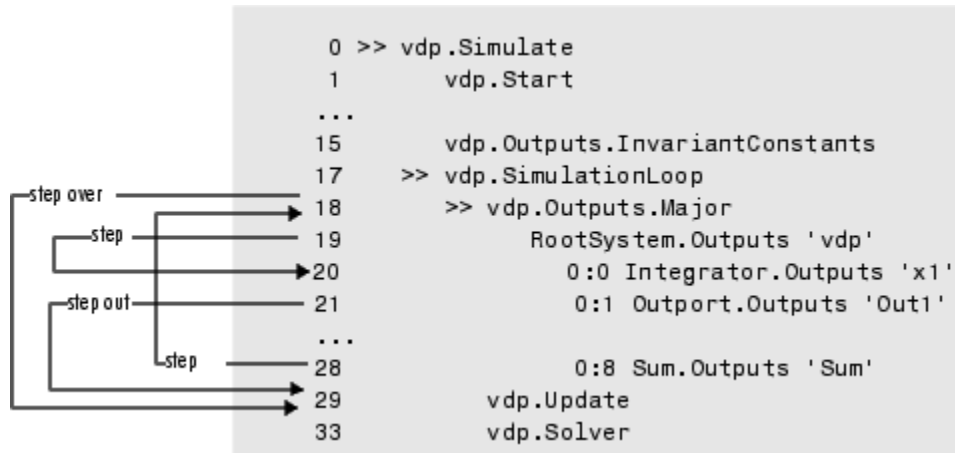 0 >> vdp.Simulate
1 vdp.Start
...
15 vdp.Outputs.InvariantConstants
17 >> vdp.SimulationLoop
step over
18 >> vdp.Outputs.Major
step
19 RootSystem.Outputs 'vdp'
20 0:0 Integrator.Outputs 'x1'
step out
21 0:1 Outport.Outputs 'Out1'
...
step
28 0:8 Sum.Outputs 'Sum'
29 vdp.Update
33 vdp.Solver